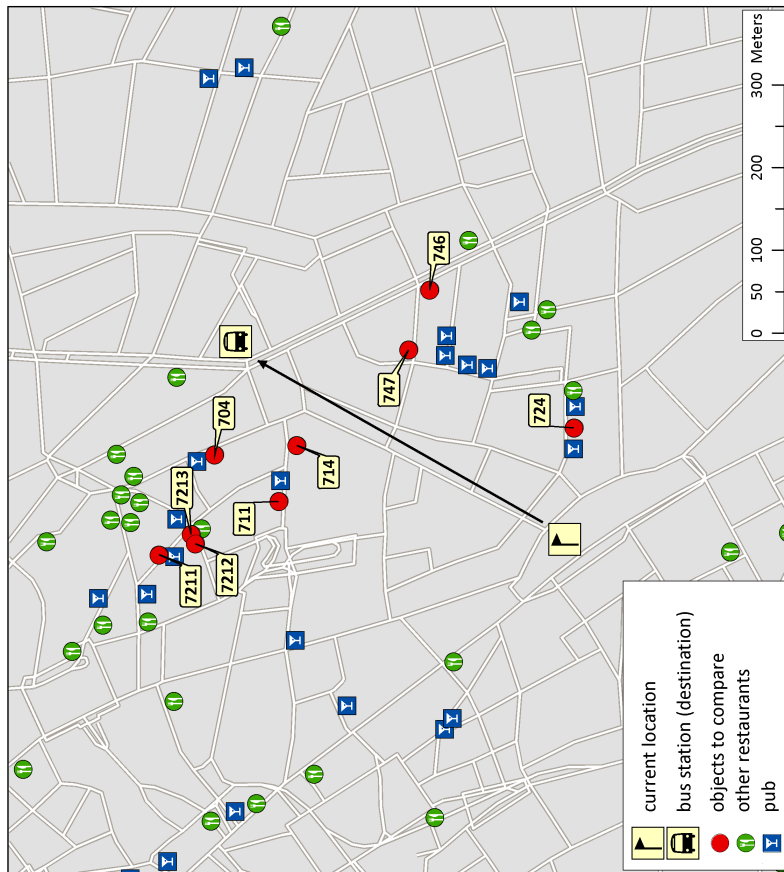 7211
7213
7212
704
711
714
747
746
724
current location
bus station (destination)
objects to compare
other restaurants
pub
0 50 100 300 Meters